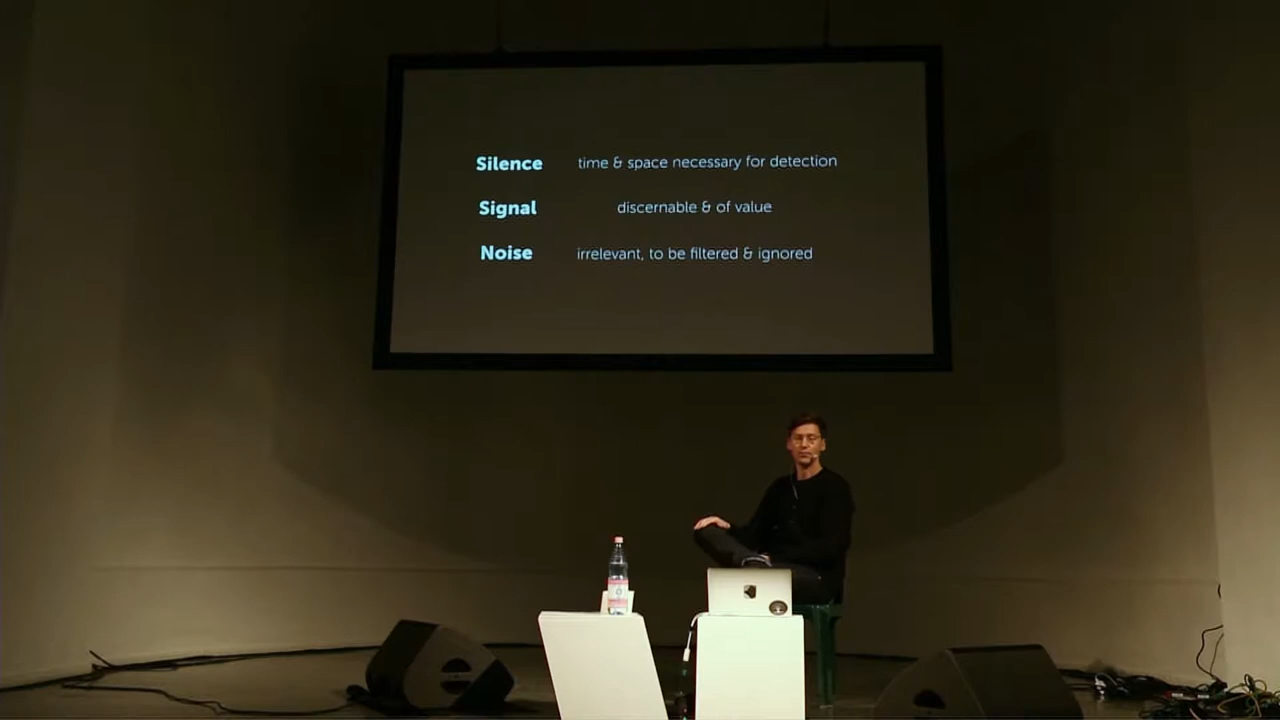 Silence time & space necessary for detection
Signal discernable & of value
Noise irrelevant, to be filtered & ignored